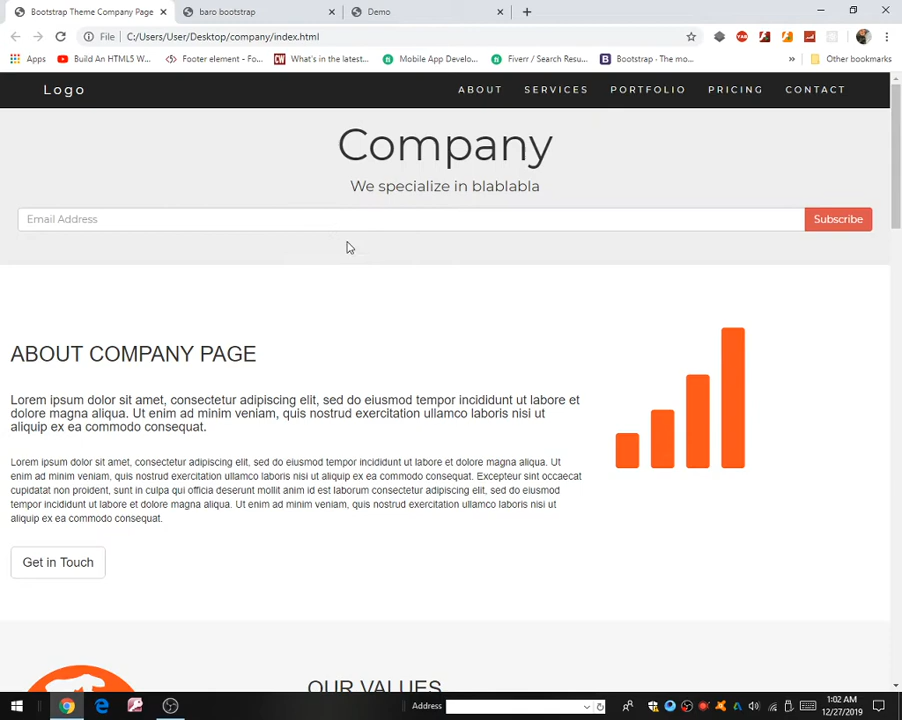 Bootstrap Theme Company Page
baro bootstrap
Demo
File
C:/Users/User/Desktop/company/index.html
Apps
Build An HTML5 W...
Footer element - Fo...
What's in the latest...
Mobile App Develo...
Fiverr / Search Resu...
Bootstrap · The mo...
Other bookmarks
Logo
ABOUT
SERVICES
PORTFOLIO
PRICING
CONTACT
Company
We specialize in blablabla
Email Address
Subscribe
ABOUT COMPANY PAGE
Lorem ipsum dolor sit amet, consectetur adipiscing elit, sed do eiusmod tempor incididunt ut labore et
dolore magna aliqua. Ut enim ad minim veniam, quis nostrud exercitation ullamco laboris nisi ut
aliquip ex ea commodo consequat.
Lorem ipsum dolor sit amet, consectetur adipiscing elit, sed do eiusmod tempor incididunt ut labore et dolore magna aliqua. Ut
enim ad minim veniam, quis nostrud exercitation ullamco laboris nisi ut aliquip ex ea commodo consequat. Excepteur sint occaecat
cupidatat non proident, sunt in culpa qui officia deserunt mollit anim id est laborum consectetur adipiscing elit, sed do eiusmod
tempor incididunt ut labore et dolore magna aliqua. Ut enim ad minim veniam, quis nostrud exercitation ullamco laboris nisi ut
aliquip ex ea commodo consequat.
Get in Touch
OUR VALUES
Address
1:02 AM
12/27/2019